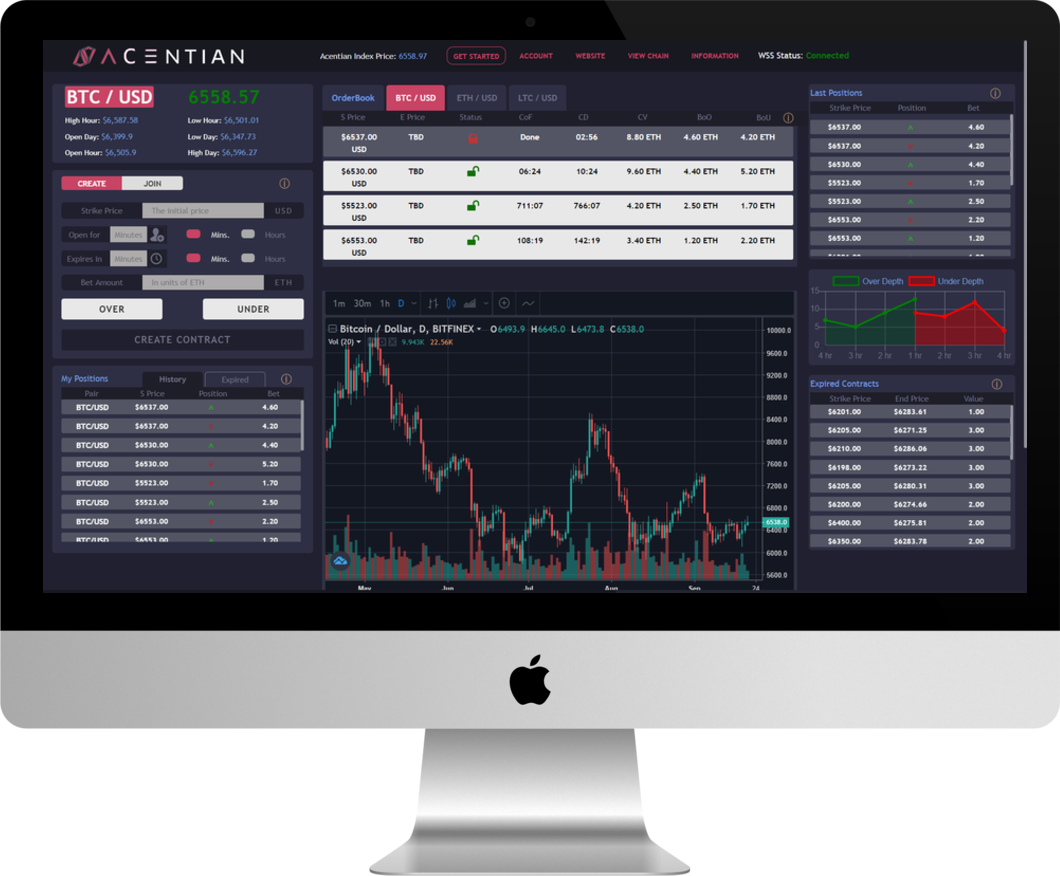 ACENTIAN
Acentian Index Price: 6558.97
GET STARTED
ACCOUNT
WEBSITE
VIEW CHAIN
INFORMATION
WSS Status: Connected
BTC / USD 6558.57
High Hour: $6,587.58 Low Hour: $6,501.01
Open Day: $6,399.9 Low Day: $6,347.73
Open Hour: $6,505.9 High Day: $6,596.27
CREATE JOIN
Strike Price The initial price USD
Open for Minutes Mins. Hours
Expires in Minutes Mins. Hours
Bet Amount In units of ETH ETH
OVER UNDER
CREATE CONTRACT
My Positions History Expired
Pair S Price Position Bet
BTC/USD $6537.00 4.60
BTC/USD $6537.00 4.20
BTC/USD $6530.00 4.40
BTC/USD $6530.00 5.20
BTC/USD $5523.00 1.70
BTC/USD $5523.00 2.50
BTC/USD $6553.00 2.20
BTC/USD $6553.00 1.20
OrderBook BTC / USD ETH / USD LTC / USD
S Price E Price Status CoF CD CV BoO BoU
$6537.00 USD TBD Done 02:56 8.80 ETH 4.60 ETH 4.20 ETH
$6530.00 USD TBD 06:24 10:24 9.60 ETH 4.40 ETH 5.20 ETH
$5523.00 USD TBD 711:07 766:07 4.20 ETH 2.50 ETH 1.70 ETH
$6553.00 USD TBD 108:19 142:19 3.40 ETH 1.20 ETH 2.20 ETH
1m 30m 1h D
Bitcoin / Dollar, D, BITFINEX O6493.9 H6645.0 L6473.8 C6538.0
Vol (20) 9.943K 22.56K
10000.0
9600.0
9200.0
8800.0
8400.0
8000.0
7600.0
7200.0
6800.0
6538.0
6400.0
6000.0
5600.0
May Jun Jul Aug Sep 24
Last Positions
Strike Price Position Bet
$6537.00 4.60
$6537.00 4.20
$6530.00 4.40
$5523.00 1.70
$5523.00 2.50
$6553.00 2.20
$6553.00 1.20
Over Depth Under Depth
15
10
5
0
4 hr 3 hr 2 hr 1 hr 2 hr 3 hr 4 hr
Expired Contracts
Strike Price End Price Value
$6201.00 $6283.61 1.00
$6205.00 $6271.25 3.00
$6210.00 $6286.06 3.00
$6198.00 $6273.22 3.00
$6205.00 $6280.31 3.00
$6200.00 $6274.66 2.00
$6400.00 $6275.81 2.00
$6350.00 $6283.78 2.00